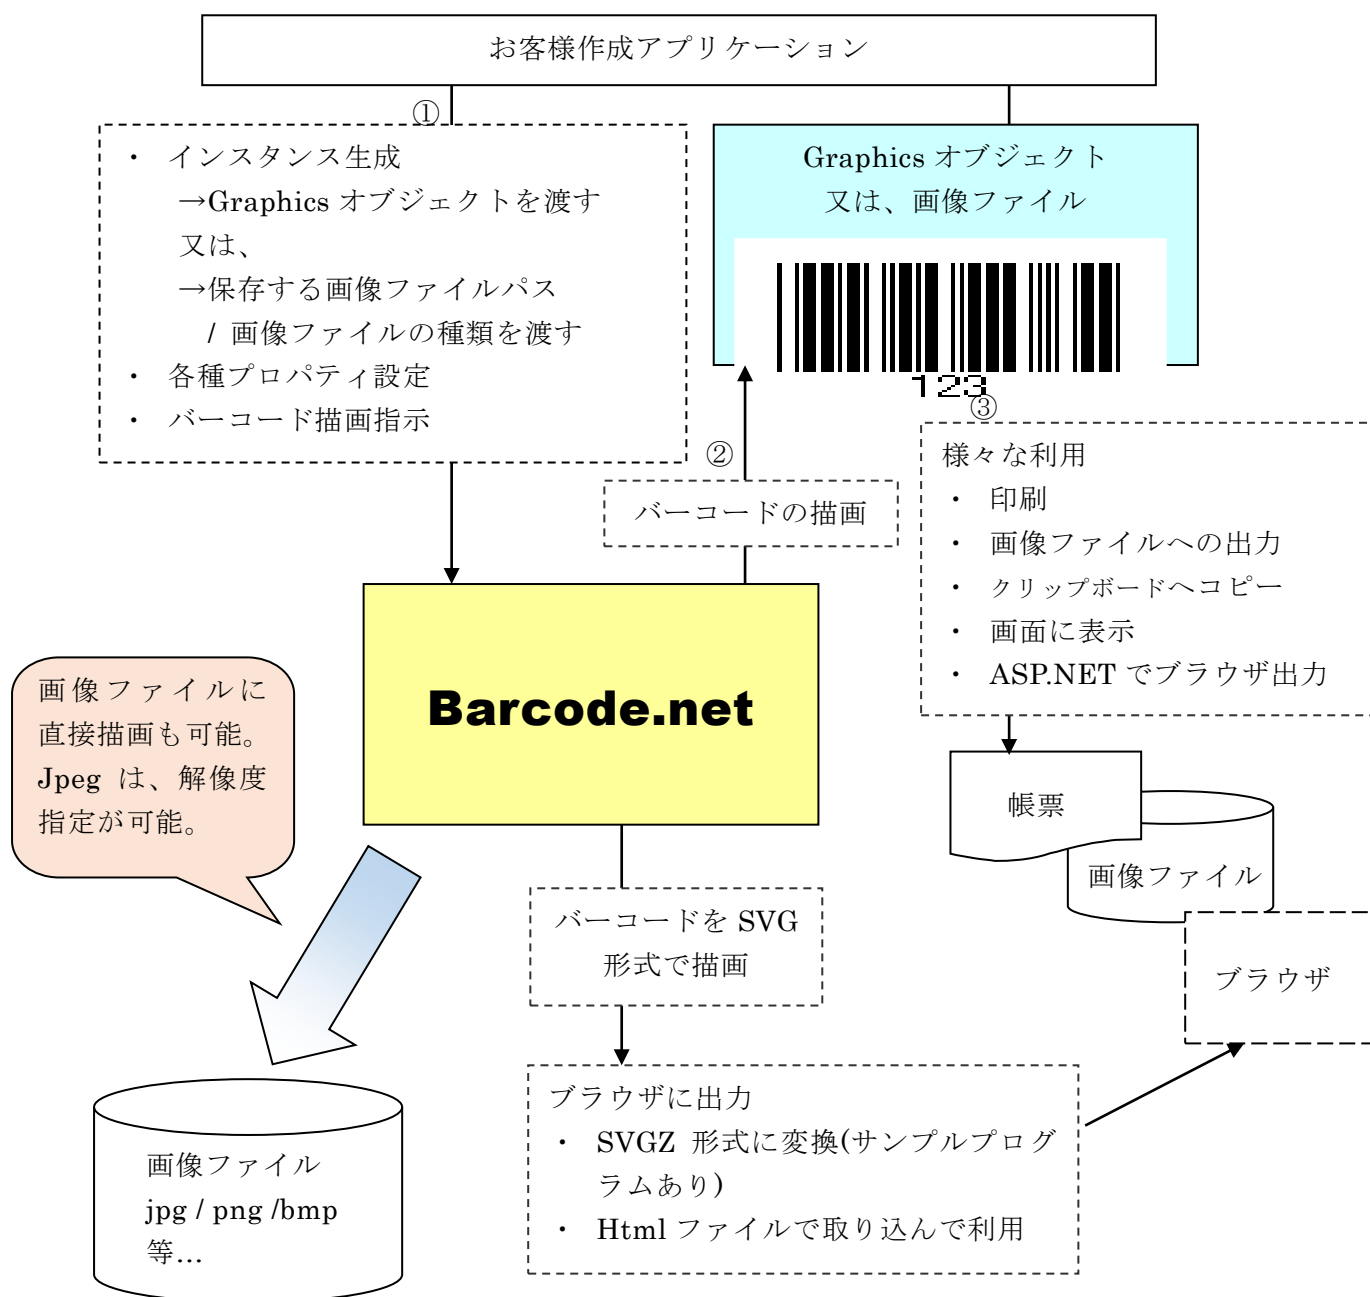 お客様作成アプリケーション
①
・ インスタンス生成
→Graphics オブジェクトを渡す
又は、
→保存する画像ファイルパス
/ 画像ファイルの種類を渡す
・ 各種プロパティ設定
・ バーコード描画指示
Graphics オブジェクト
又は、画像ファイル
123
③
②
バーコードの描画
様々な利用
・ 印刷
・ 画像ファイルへの出力
・ クリップボードへコピー
・ 画面に表示
・ ASP.NET でブラウザ出力
Barcode.net
画像ファイルに
直接描画も可能。
Jpeg は、解像度
指定が可能。
帳票
画像ファイル
ブラウザ
バーコードを SVG
形式で描画
ブラウザに出力
・ SVGZ 形式に変換(サンプルプログ
ラムあり)
・ Html ファイルで取り込んで利用
画像ファイル
jpg / png /bmp
等…